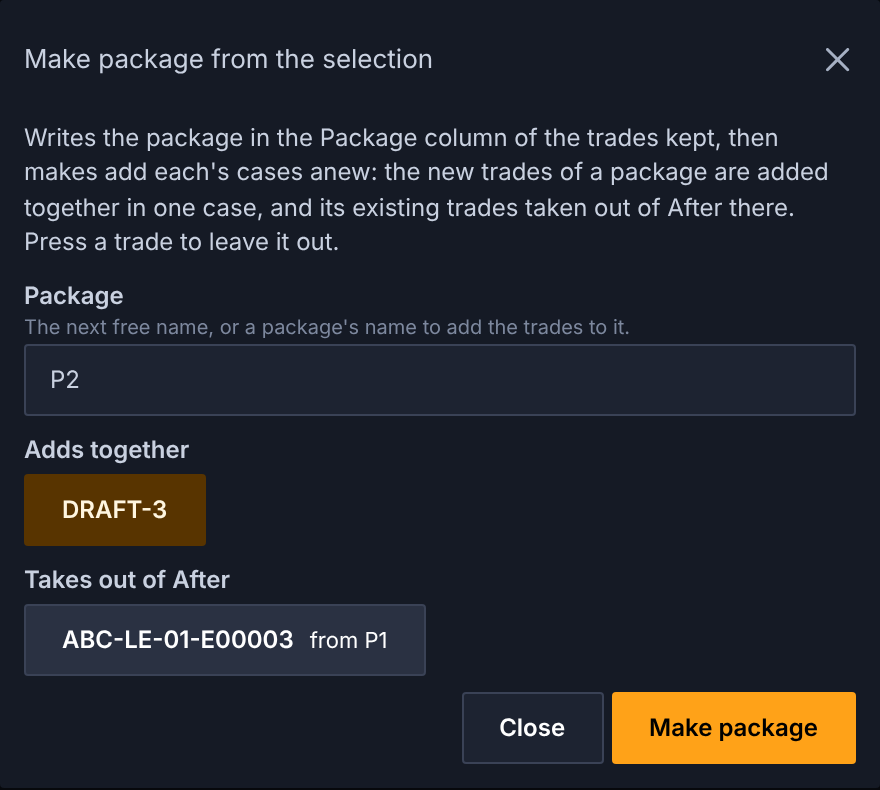 Make package from the selection
Writes the package in the Package column of the trades kept, then
makes add each's cases anew: the new trades of a package are added
together in one case, and its existing trades taken out of After there.
Press a trade to leave it out.
Package
The next free name, or a package's name to add the trades to it.
P2
Adds together
DRAFT-3
Takes out of After
ABC-LE-01-E00003 from P1
Close Make package